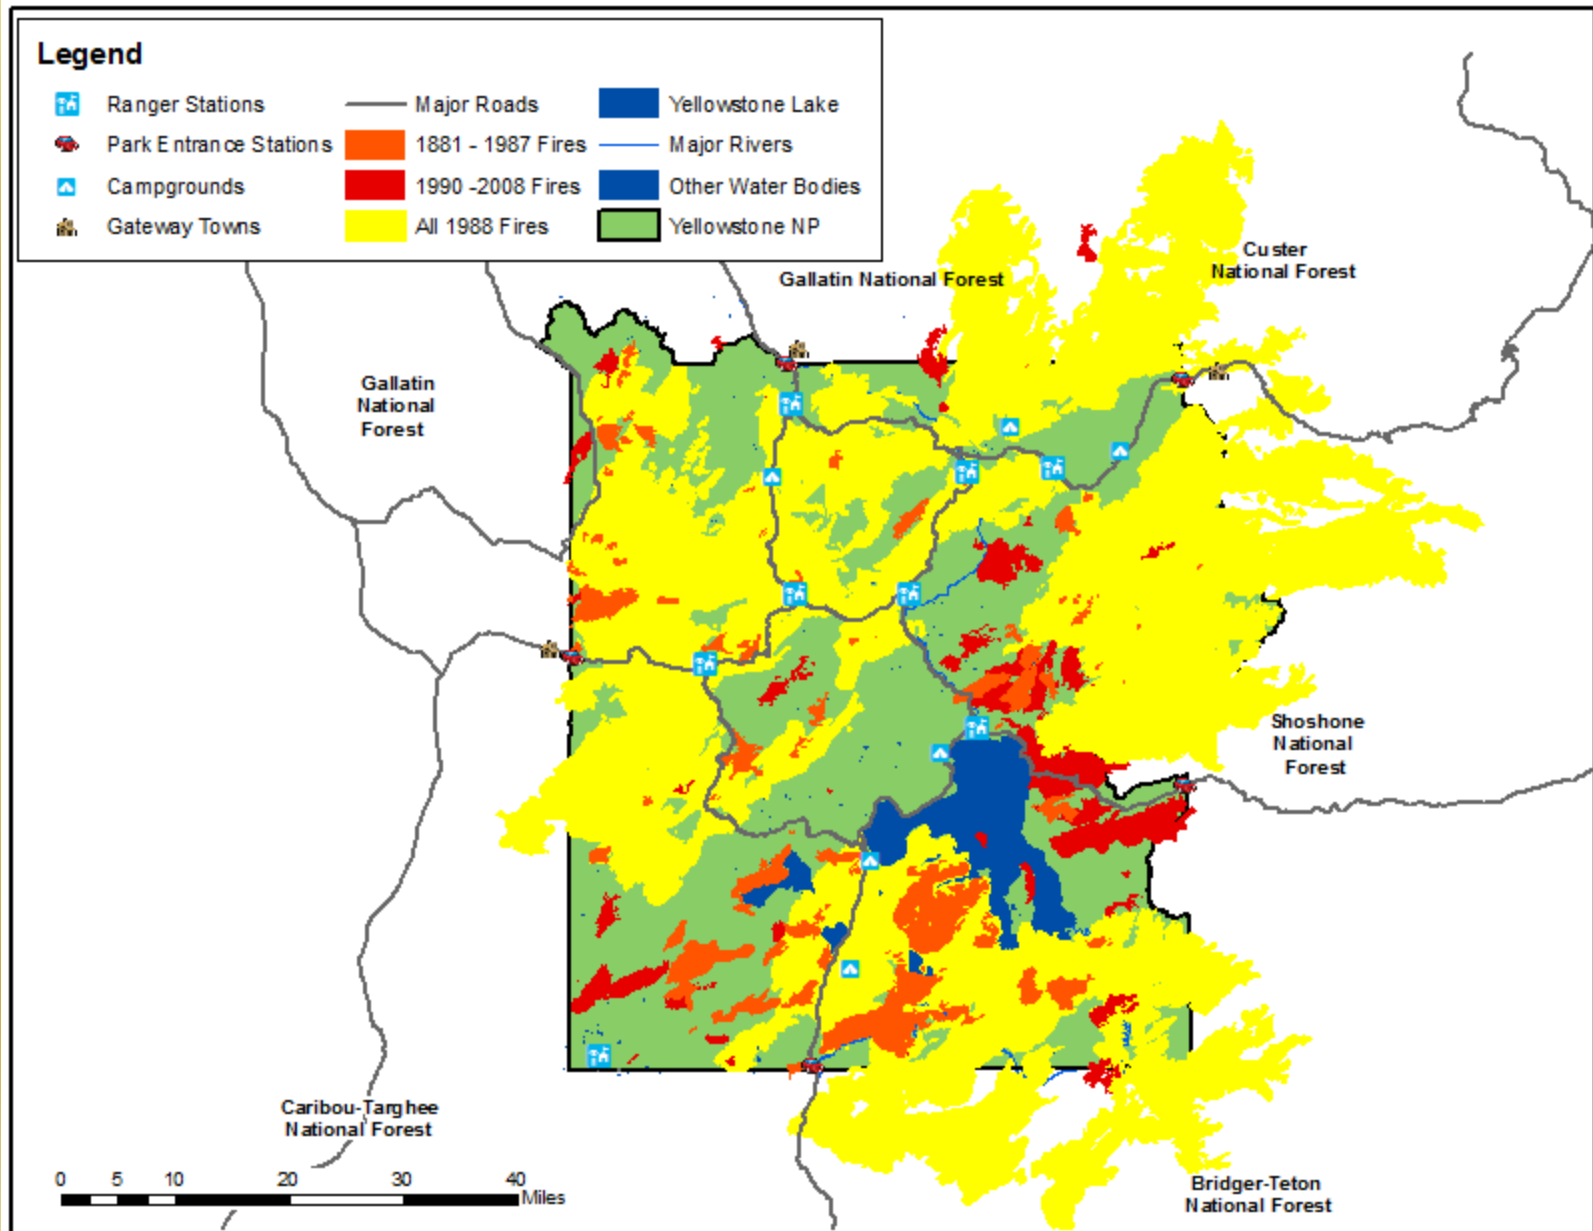 Legend
Ranger Stations
Major Roads
Yellowstone Lake
Park Entrance Stations
1881 - 1987 Fires
Major Rivers
Campgrounds
1990 -2008 Fires
Other Water Bodies
Gateway Towns
All 1988 Fires
Yellowstone NP
Custer
National Forest
Gallatin National Forest
Gallatin
National
Forest
Shoshone
National
Forest
Caribou-Targhee
National Forest
Bridger-Teton
National Forest
0 5 10 20 30 40
Miles